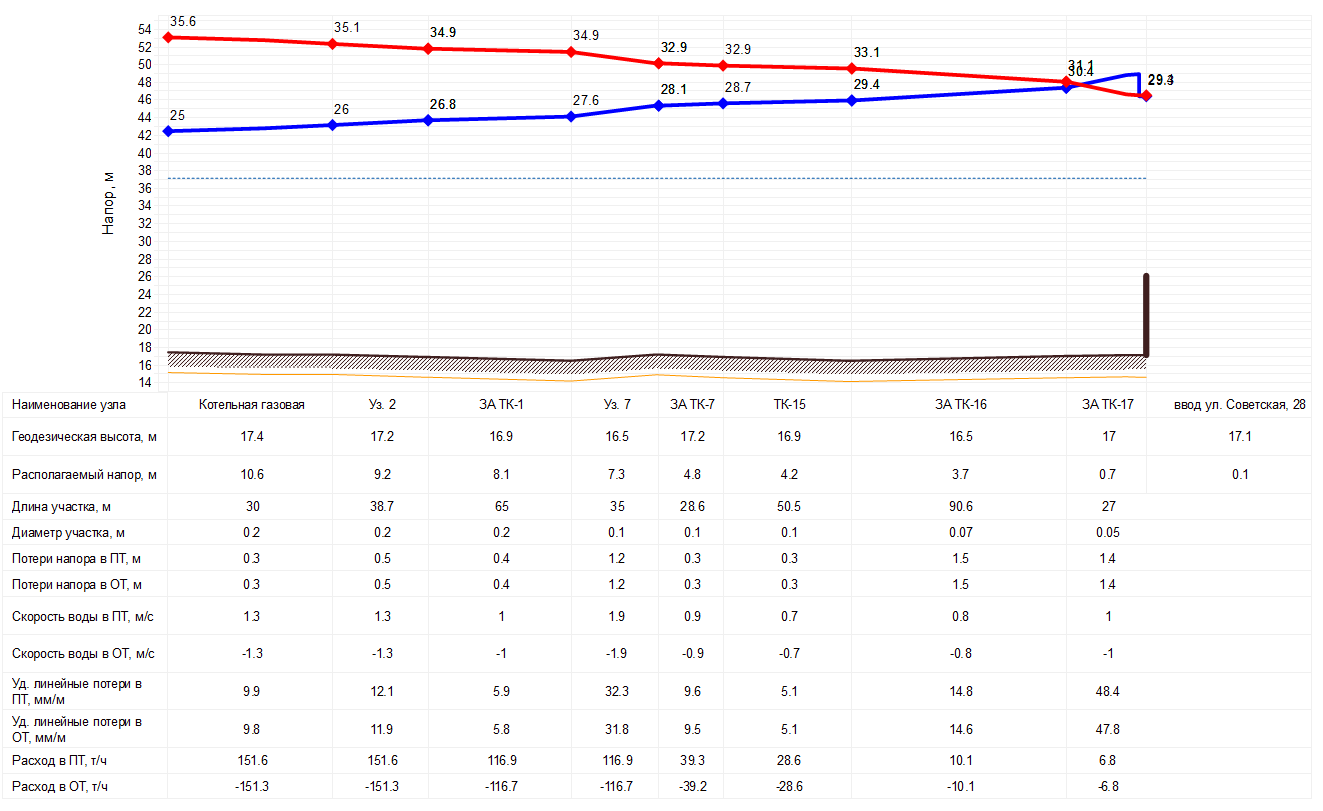 35.6
35.1
34.9
34.9
32.9
32.9
33.1
31.1
30.4
29.4
25
26
26.8
27.6
28.1
28.7
29.4
Напор, м
54
52
50
48
46
44
42
40
38
36
34
32
30
28
26
24
22
20
18
16
14
Наименование узла Котельная газовая Уз. 2 ЗА ТК-1 Уз. 7 ЗА ТК-7 ТК-15 ЗА ТК-16 ЗА ТК-17 ввод ул. Советская, 28
Геодезическая высота, м 17.4 17.2 16.9 16.5 17.2 16.9 16.5 17 17.1
Располагаемый напор, м 10.6 9.2 8.1 7.3 4.8 4.2 3.7 0.7 0.1
Длина участка, м 30 38.7 65 35 28.6 50.5 90.6 27
Диаметр участка, м 0.2 0.2 0.2 0.1 0.1 0.1 0.07 0.05
Потери напора в ПТ, м 0.3 0.5 0.4 1.2 0.3 0.3 1.5 1.4
Потери напора в ОТ, м 0.3 0.5 0.4 1.2 0.3 0.3 1.5 1.4
Скорость воды в ПТ, м/с 1.3 1.3 1 1.9 0.9 0.7 0.8 1
Скорость воды в ОТ, м/с -1.3 -1.3 -1 -1.9 -0.9 -0.7 -0.8 -1
Уд. линейные потери в
ПТ, мм/м 9.9 12.1 5.9 32.3 9.6 5.1 14.8 48.4
Уд. линейные потери в
ОТ, мм/м 9.8 11.9 5.8 31.8 9.5 5.1 14.6 47.8
Расход в ПТ, т/ч 151.6 151.6 116.9 116.9 39.3 28.6 10.1 6.8
Расход в ОТ, т/ч -151.3 -151.3 -116.7 -116.7 -39.2 -28.6 -10.1 -6.8